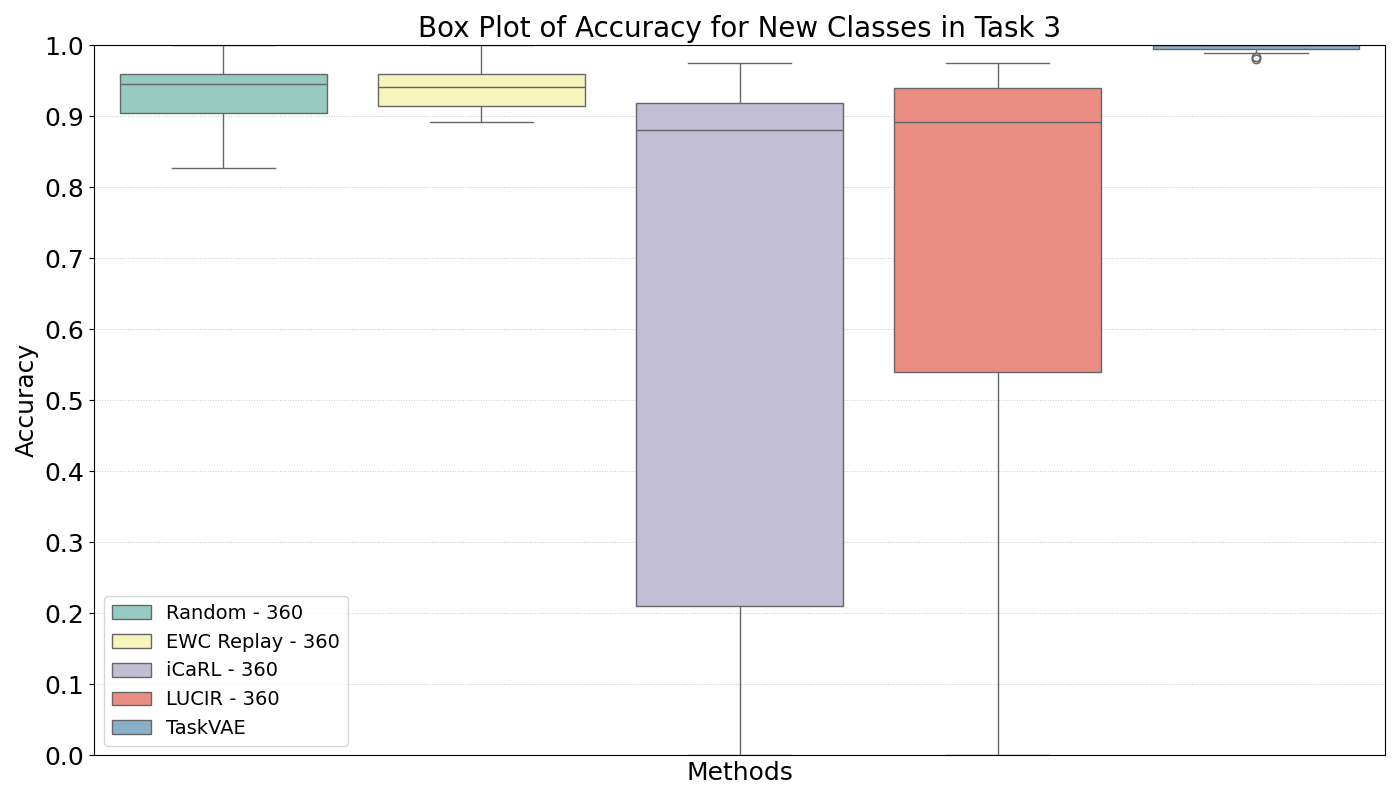 Box Plot of Accuracy for New Classes in Task 3
1.0
0.9
0.8
0.7
0.6
0.5
0.4
0.3
0.2
0.1
0.0
Accuracy
Random - 360
EWC Replay - 360
iCaRL - 360
LUCIR - 360
TaskVAE
Methods